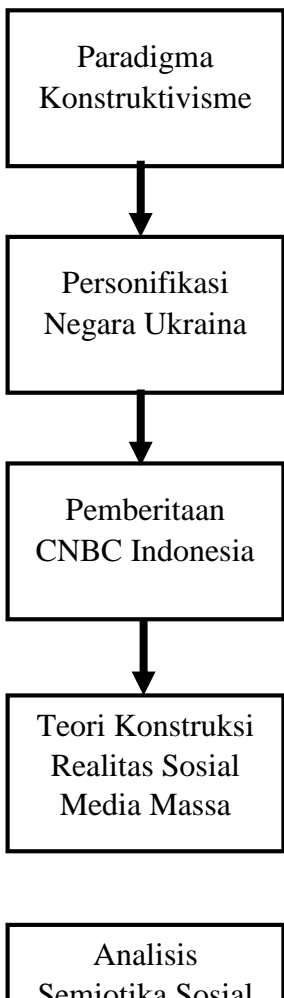 Paradigma
Konstruktivisme
Personifikasi
Negara Ukraina
Pemberitaan
CNBC Indonesia
Teori Konstruksi
Realitas Sosial
Media Massa
Analisis
Semiotika Sosial